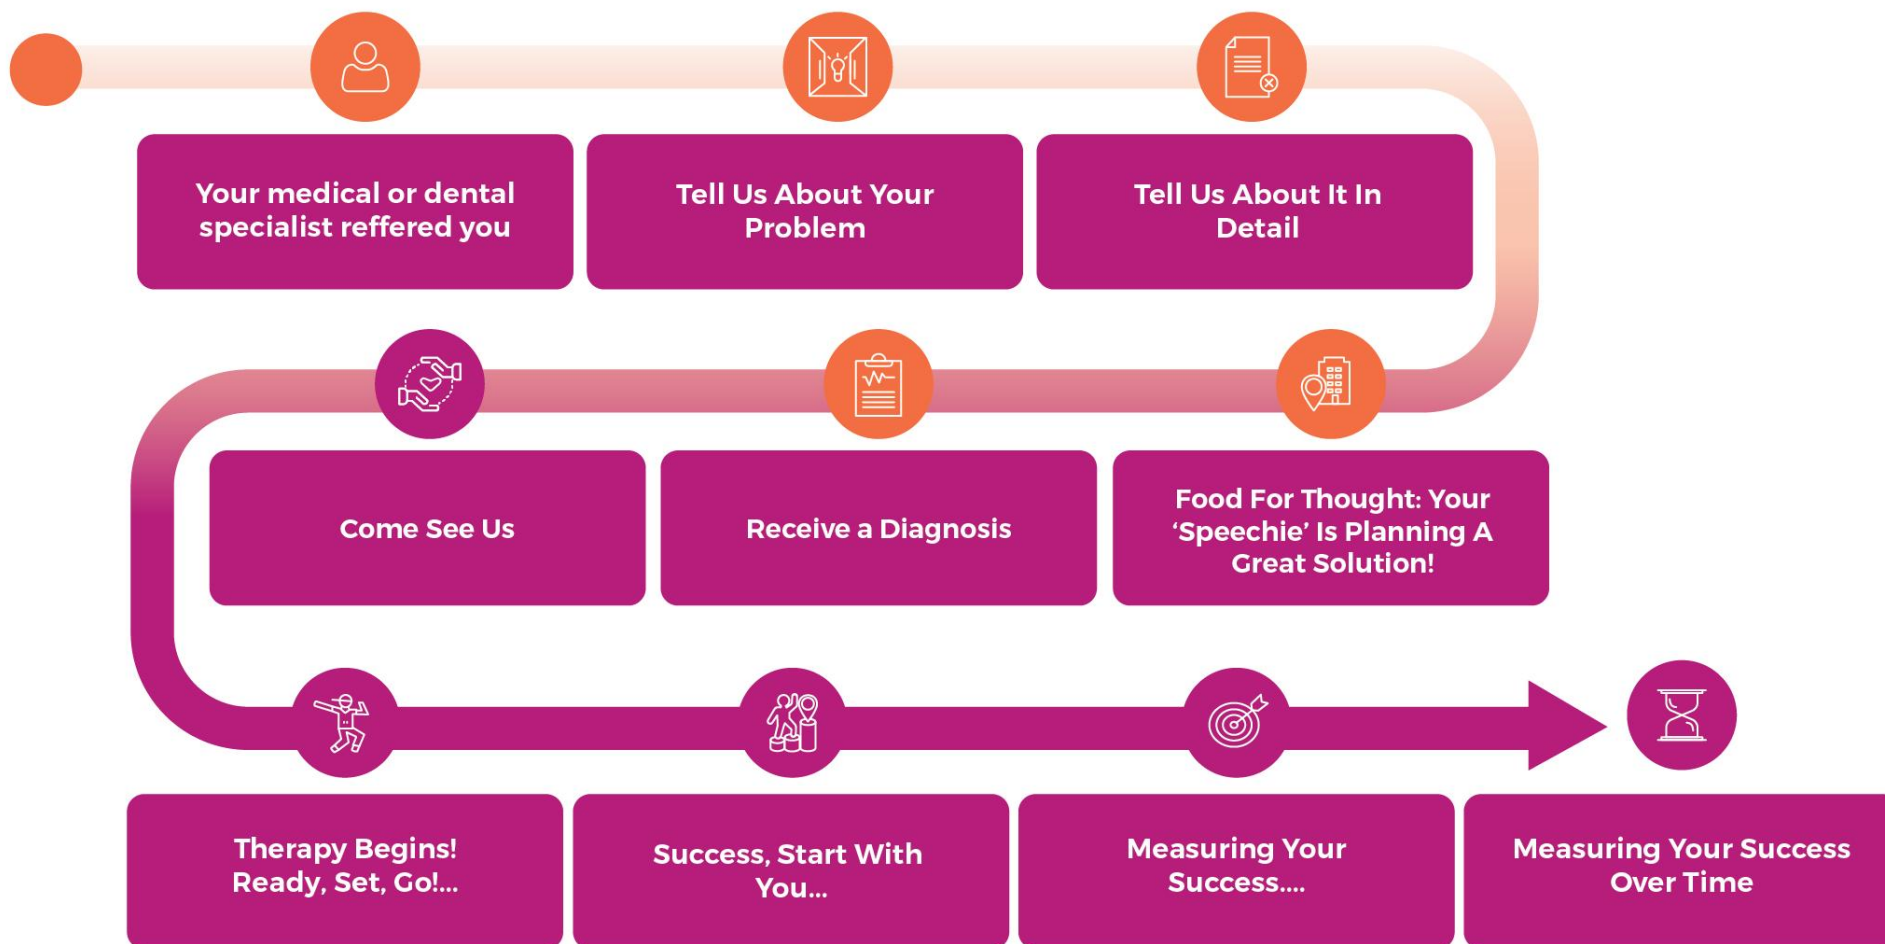 Your medical or dental
specialist reffered you
Tell Us About Your
Problem
Tell Us About It In
Detail
Come See Us
Receive a Diagnosis
Food For Thought: Your
‘Speechie’ Is Planning A
Great Solution!
Therapy Begins!
Ready, Set, Go!...
Success, Start With
You...
Measuring Your
Success....
Measuring Your Success
Over Time